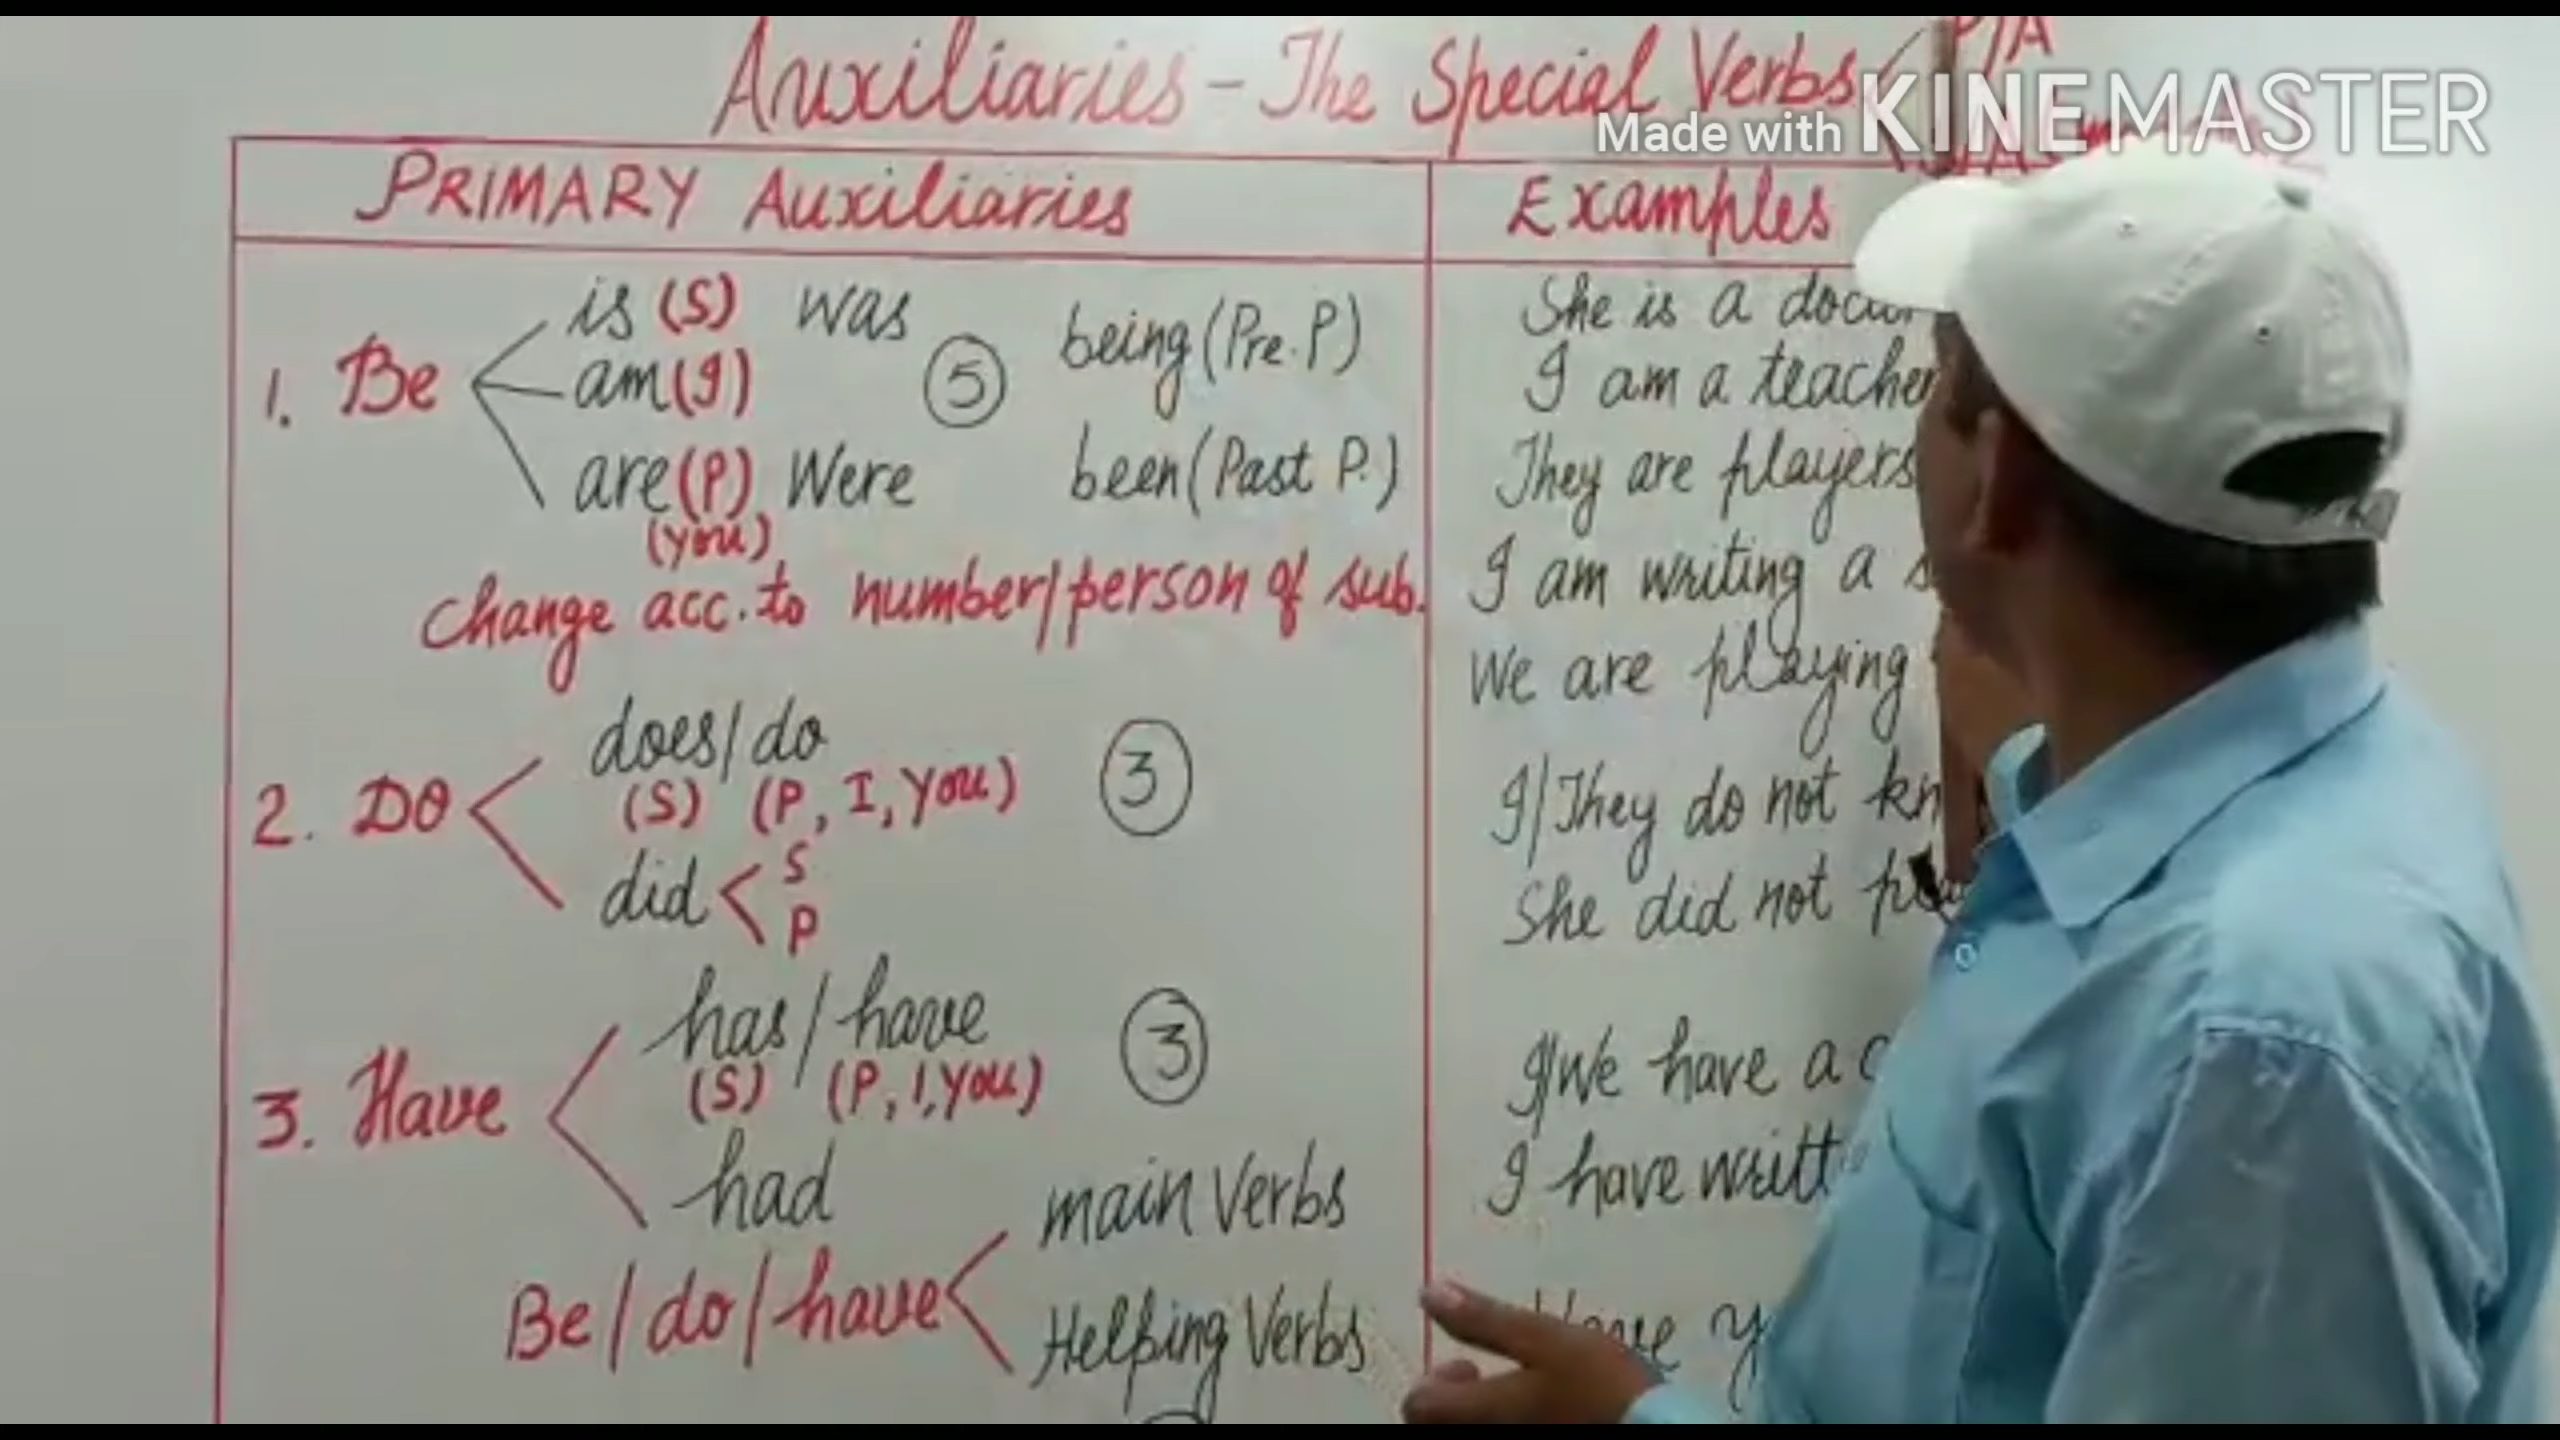 Auxiliaries - The Special Verbs P/A
Made with KINEMASTER
PRIMARY Auxiliaries
Examples
1. Be
is (S) was
am (I)
are (P) Were
(you)
5
being (Pre. P)
been (Past P.)
Change acc. to number/person of sub.
2. DO
does/do
(S) (P, I, you)
did
S
P
3
3. Have
has/have
(S) (P, I, you)
had
3
Be/do/have
main Verbs
Helping Verbs
She is a
I am a teacher
They are players
I am writing a
We are playing
I/They do not
She did not
I/We have a
I have